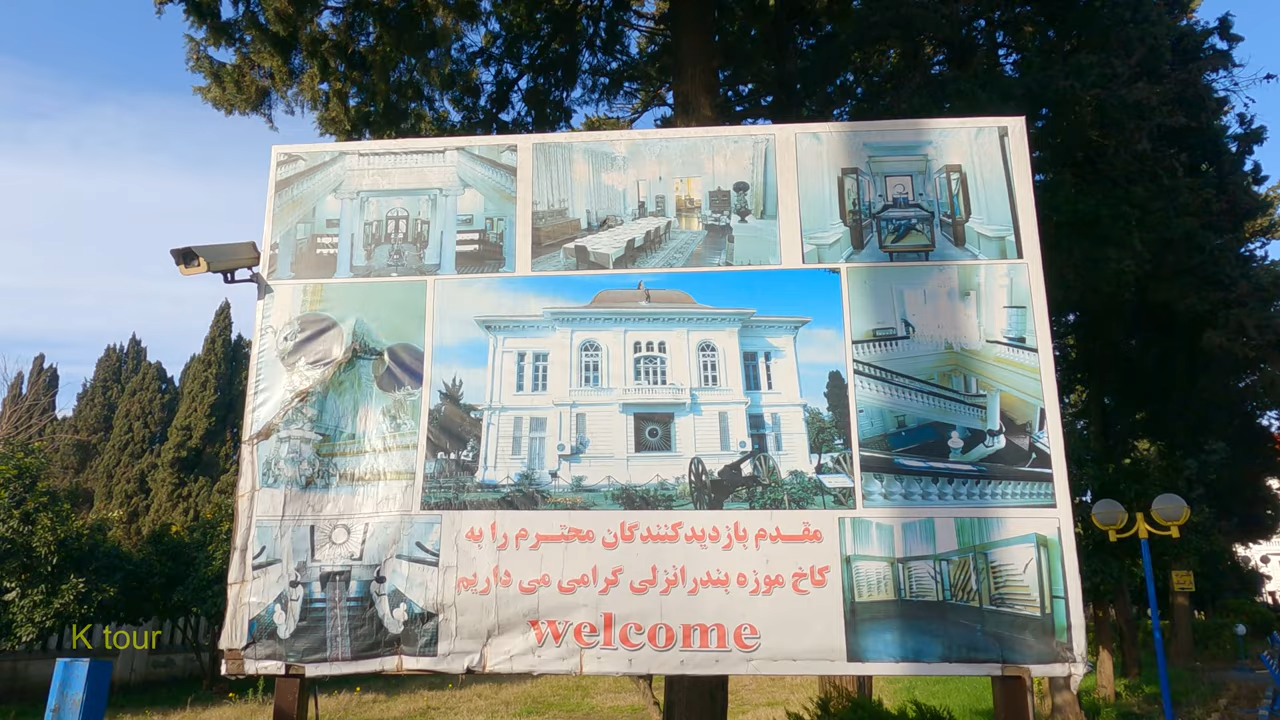 مقدم بازدیدکنندگان محترم را به
کاخ موزه بندرانزلی گرامی می داریم
welcome
K tour